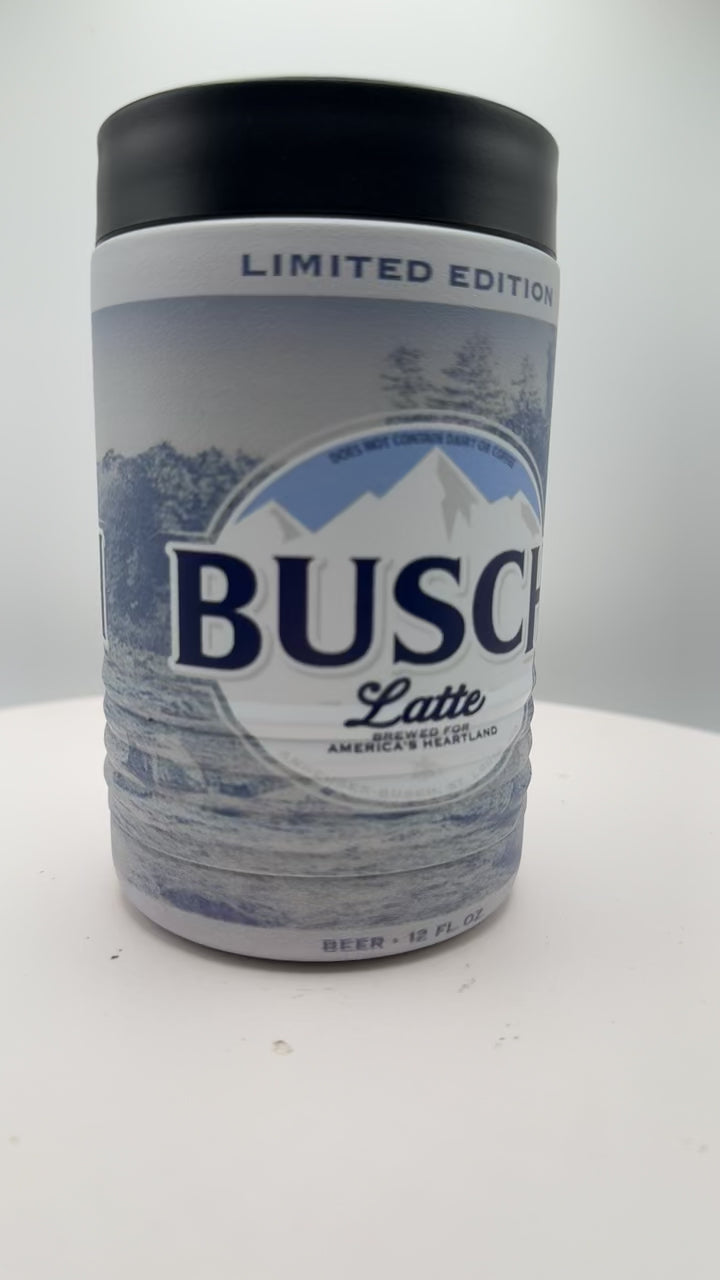 LIMITED EDITION
DOES NOT CONTAIN DAIRY OR COFFEE
BUSCH
Latte
BREWED FOR
AMERICA'S HEARTLAND
BEER • 12 FL. OZ